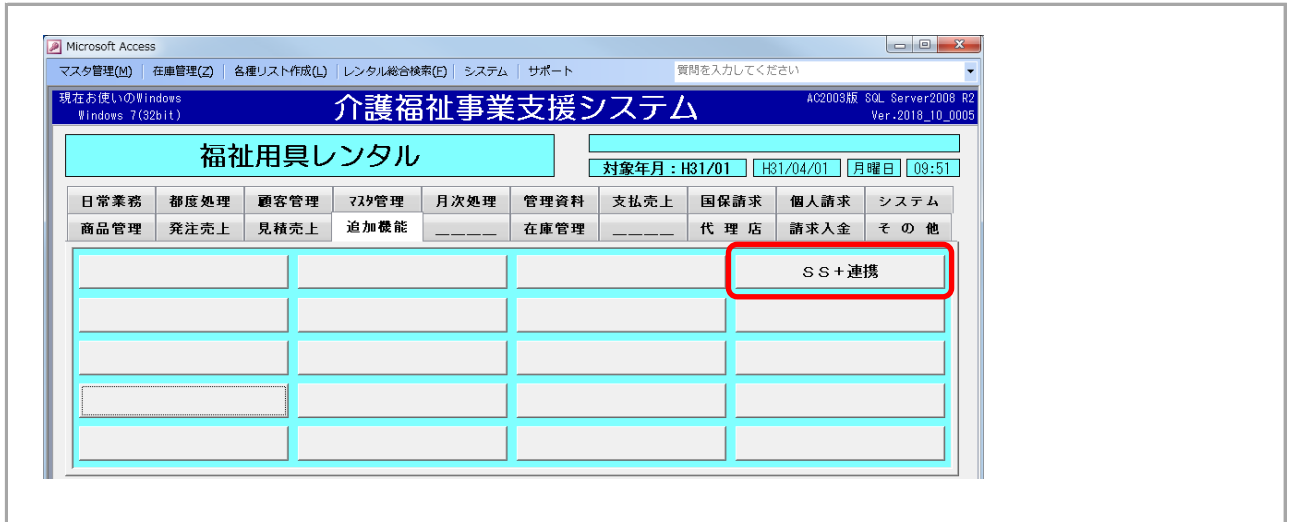 Microsoft Access
マスタ管理(M) 在庫管理(Z) 各種リスト作成(L) レンタル総合検索(F) システム サポート 質問を入力してください
現在お使いのWindows
Windows 7(32bit)
介護福祉事業支援システム
AC2003版 SQL Server2008 R2
Ver.2018_10_0005
福祉用具レンタル
対象年月：H31/01 H31/04/01 月曜日 09:51
日常業務 都度処理 顧客管理 ﾏｽﾀ管理 月次処理 管理資料 支払売上 国保請求 個人請求 システム
商品管理 発注売上 見積売上 追加機能 ____ 在庫管理 ____ 代理店 請求入金 その他
ＳＳ+連携